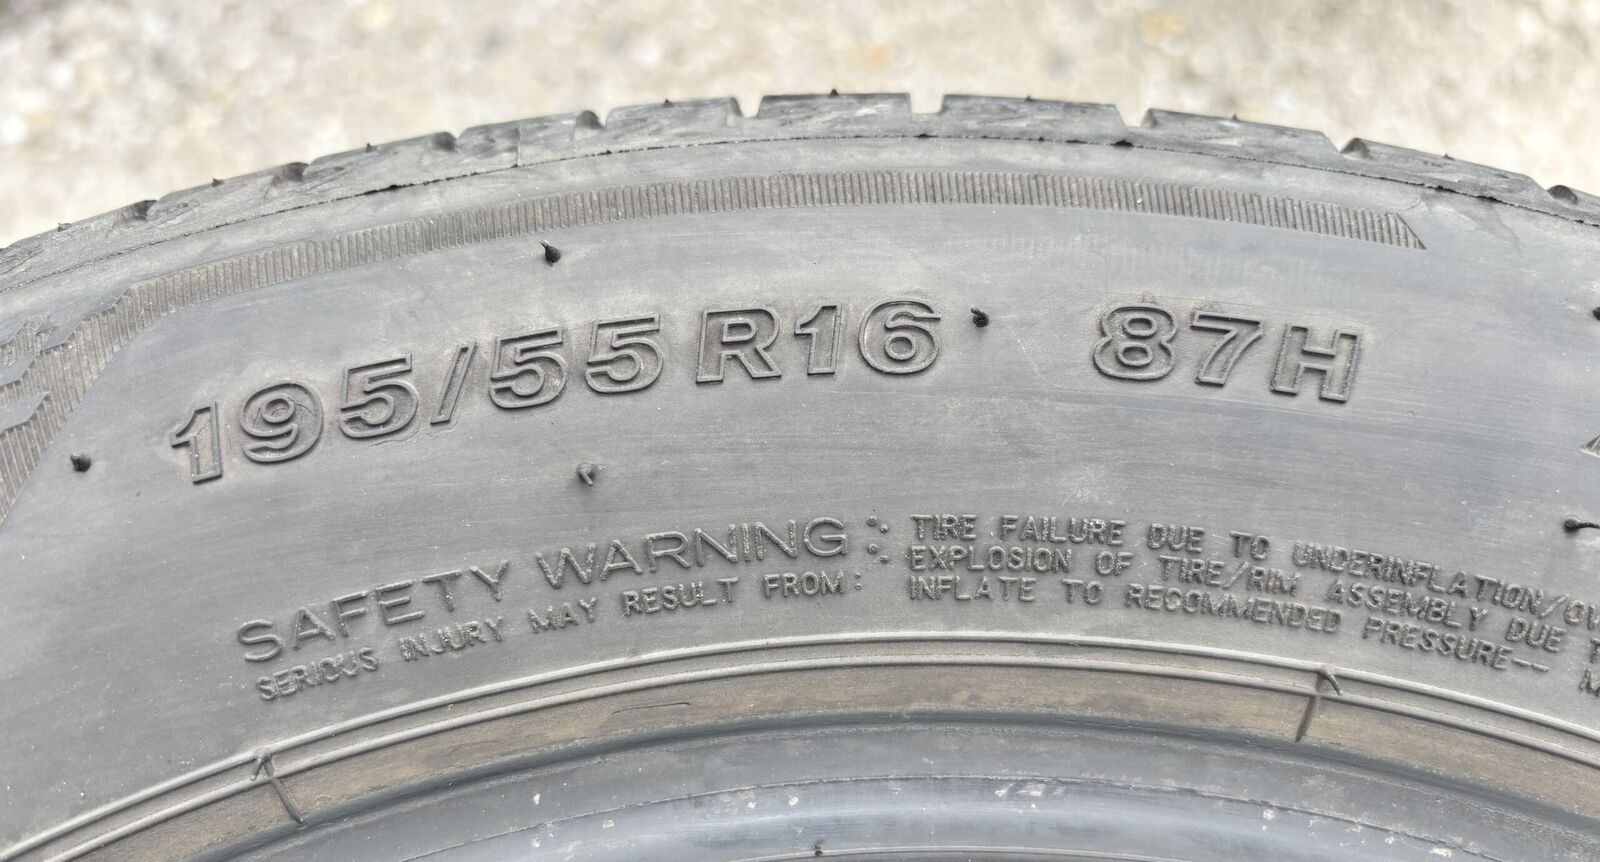 195/55R16 87H
SAFETY WARNING
SERIOUS INJURY MAY RESULT FROM:
TIRE FAILURE DUE TO UNDERINFLATION/OV
EXPLOSION OF TIRE/RIM ASSEMBLY DUE T
INFLATE TO RECOMMENDED PRESSURE-- M